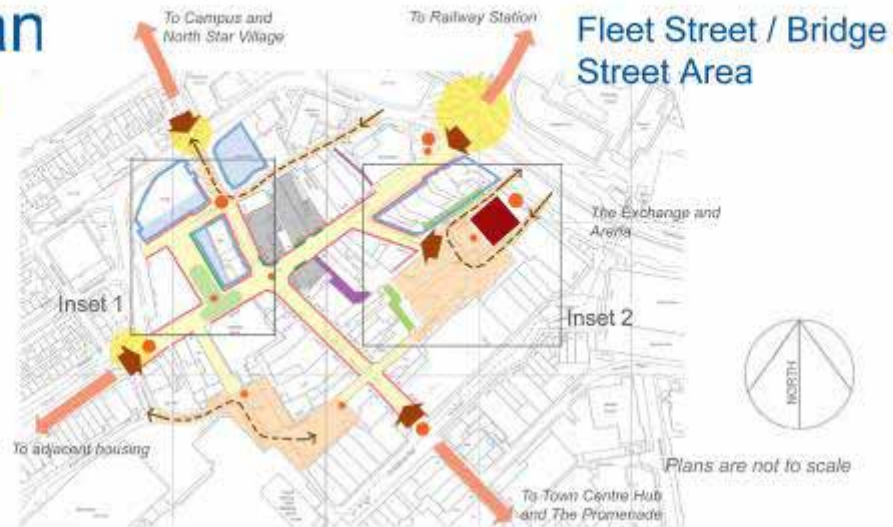 an
To Campus and
North Star Village
To Railway Station
Fleet Street / Bridge
Street Area
The Exchange and
Arena
Inset 1
Inset 2
To adjacent housing
NORTH
Plans are not to scale
To Town Centre Hub
and The Promenade